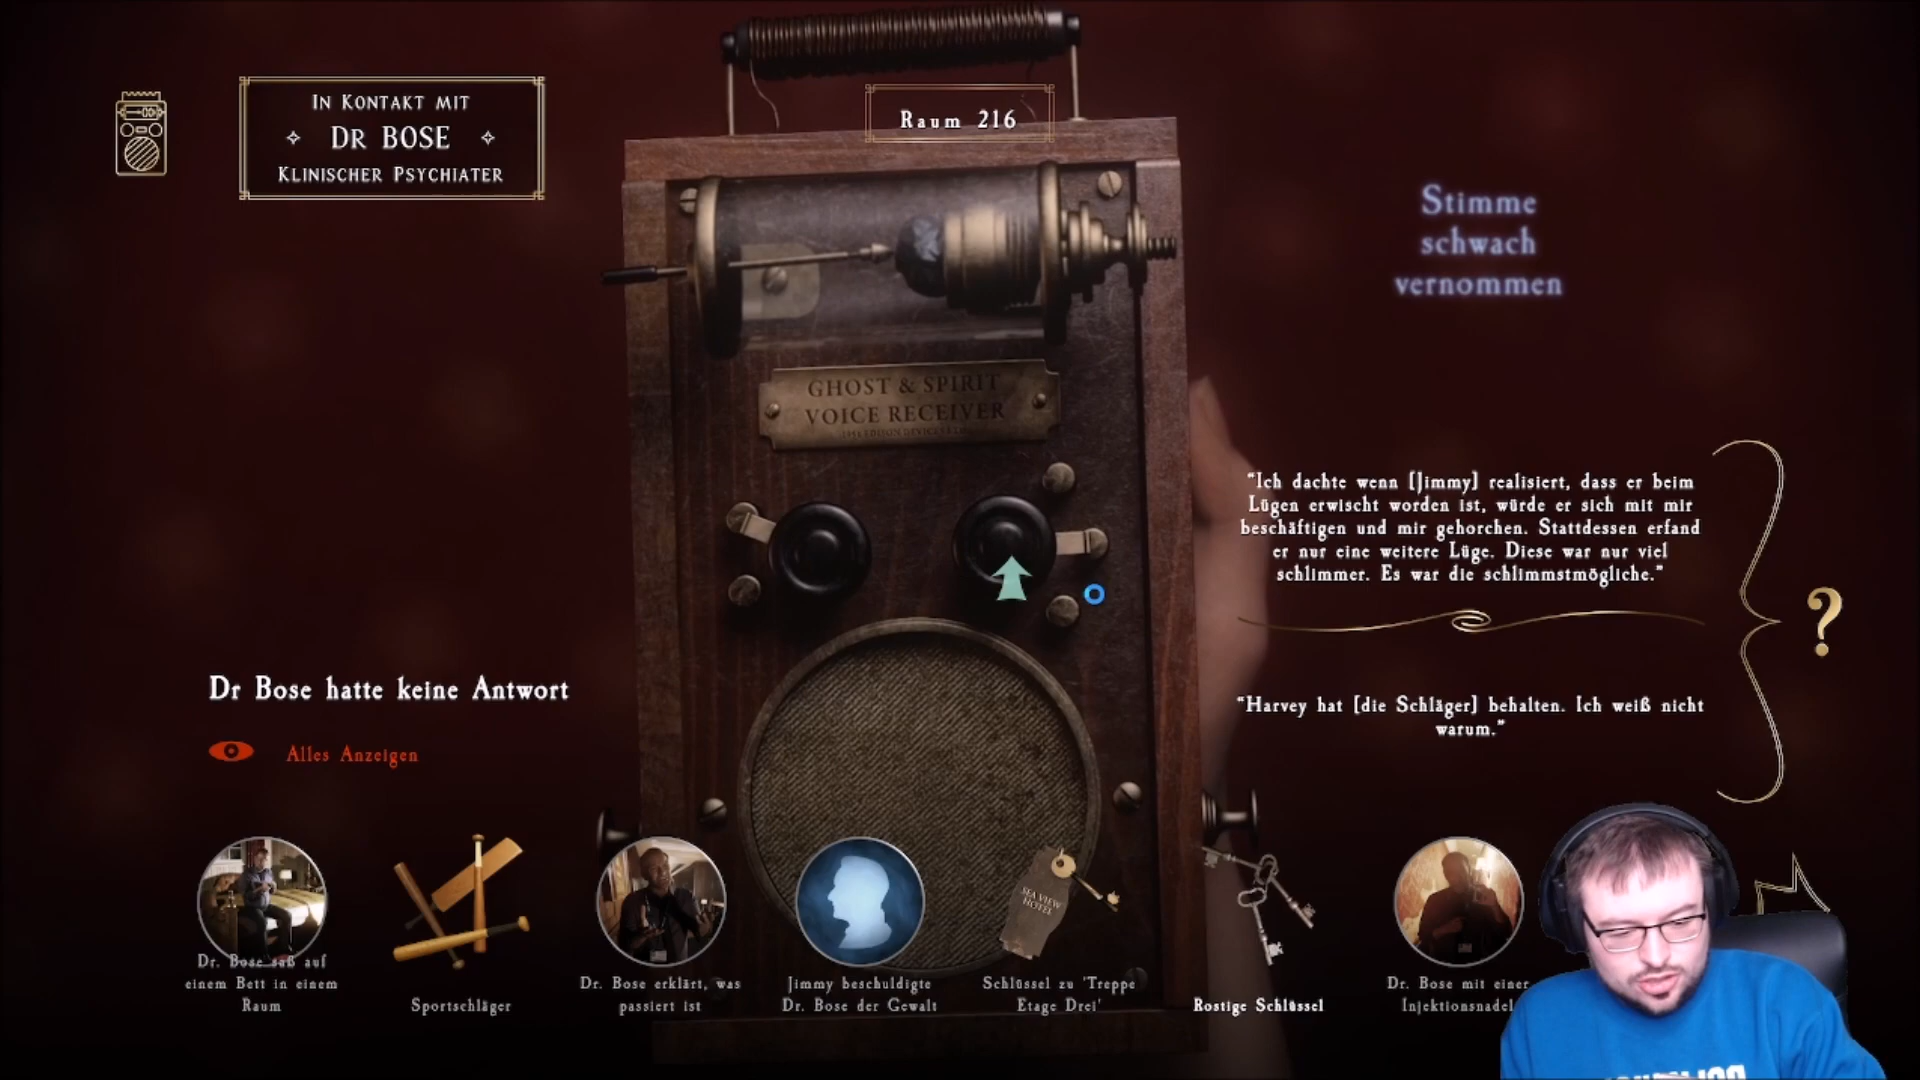 In Kontakt mit
Dr BOSE
Klinischer Psychiater
Raum 216
Stimme
schwach
vernommen
GHOST & SPIRIT
VOICE RECEIVER
"Ich dachte wenn [Jimmy] realisiert, dass er beim
Lügen erwischt worden ist, würde er sich mit mir
beschäftigen und mir gehorchen. Stattdessen erfand
er nur eine weitere Lüge. Diese war nur viel
schlimmer. Es war die schlimmstmögliche."
?
"Harvey hat [die Schläger] behalten. Ich weiß nicht
warum."
Dr Bose hatte keine Antwort
Alles Anzeigen
Dr. Bose saß auf
einem Bett in einem
Raum
Sportschläger
Dr. Bose erklärt, was
passiert ist
Jimmy beschuldigte
Dr. Bose der Gewalt
SEA VIEW
HOTEL
Schlüssel zu 'Treppe
Etage Drei'
Rostige Schlüssel
Dr. Bose mit einer
Injektionsnadel